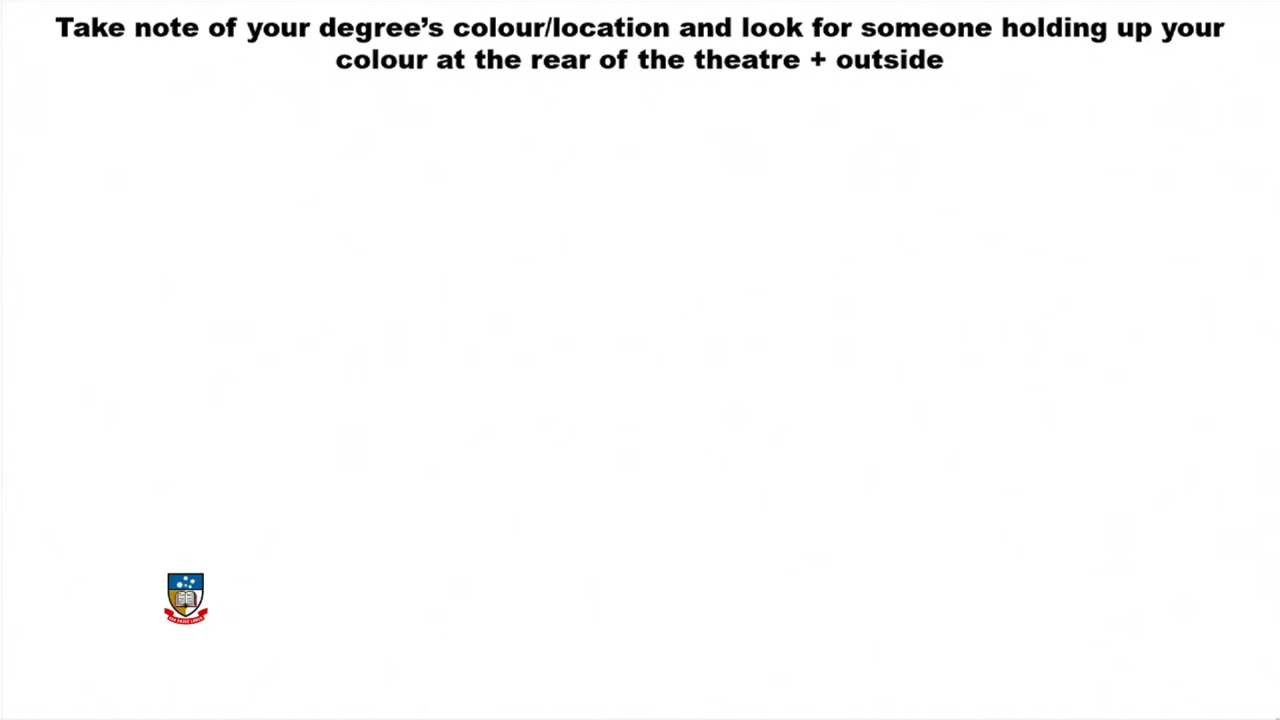 Take note of your degree’s colour/location and look for someone holding up your
colour at the rear of the theatre + outside